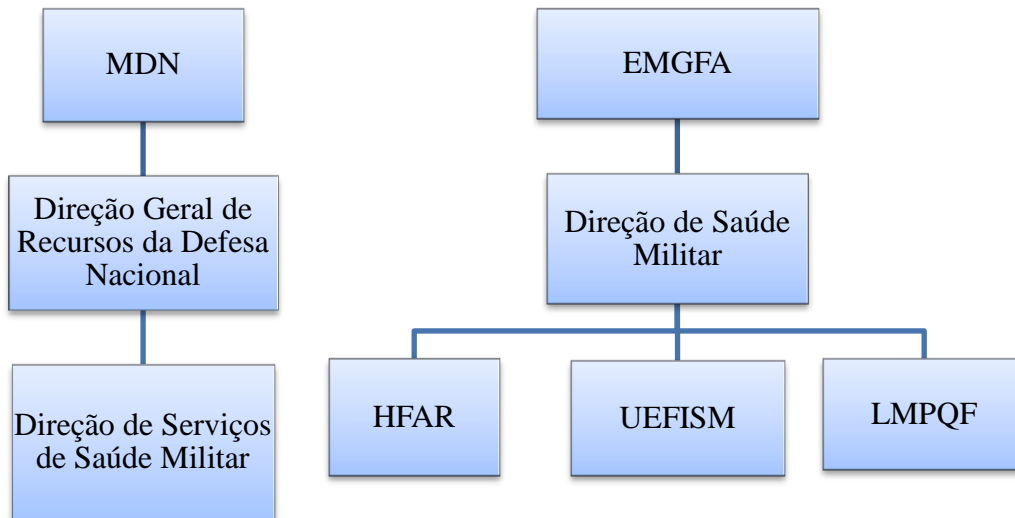 MDN
Direção Geral de
Recursos da Defesa
Nacional
Direção de Serviços
de Saúde Militar
EMGFA
Direção de Saúde
Militar
HFAR
UEFISM
LMPQF